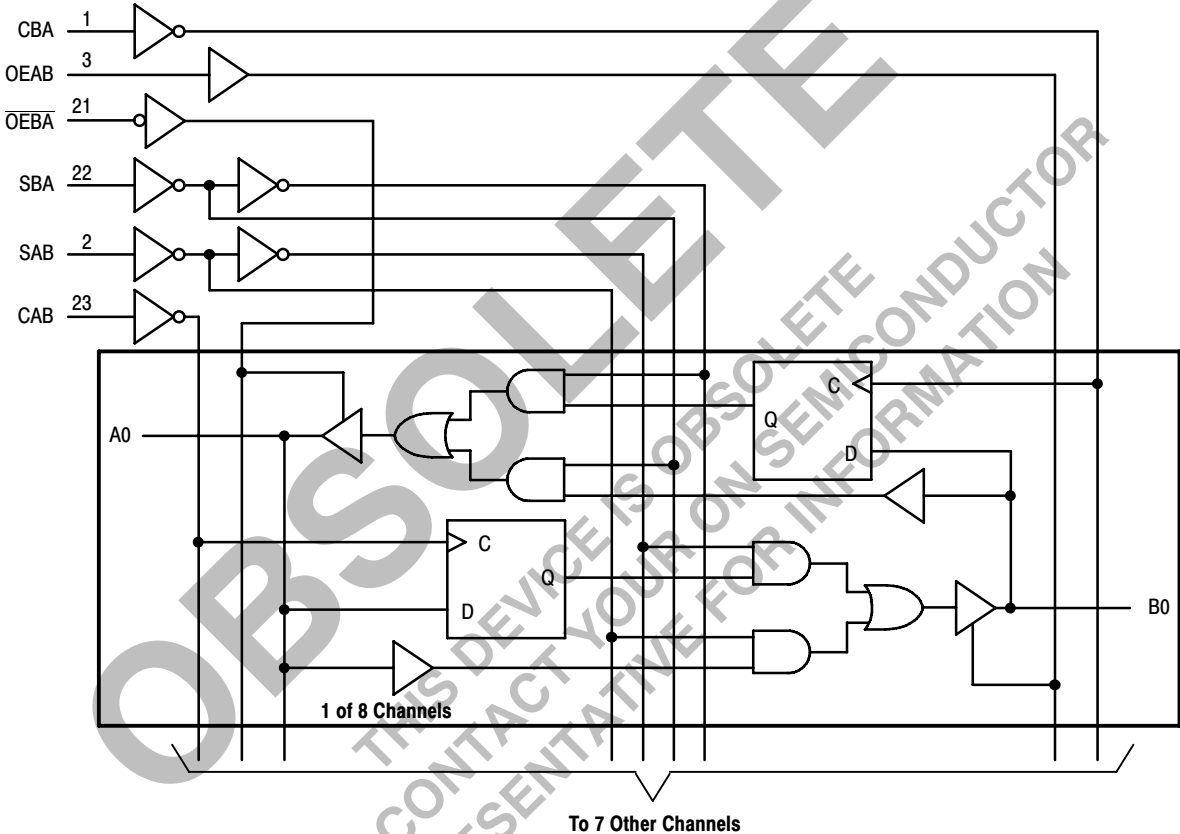 CBA 1
OEAB 3
OEBA 21
SBA 22
SAB 2
CAB 23
A0
C
Q
D
C
Q
D
B0
1 of 8 Channels
To 7 Other Channels
OBSOLETE
THIS DEVICE IS OBSOLETE
CONTACT YOUR ON SEMICONDUCTOR
REPRESENTATIVE FOR INFORMATION